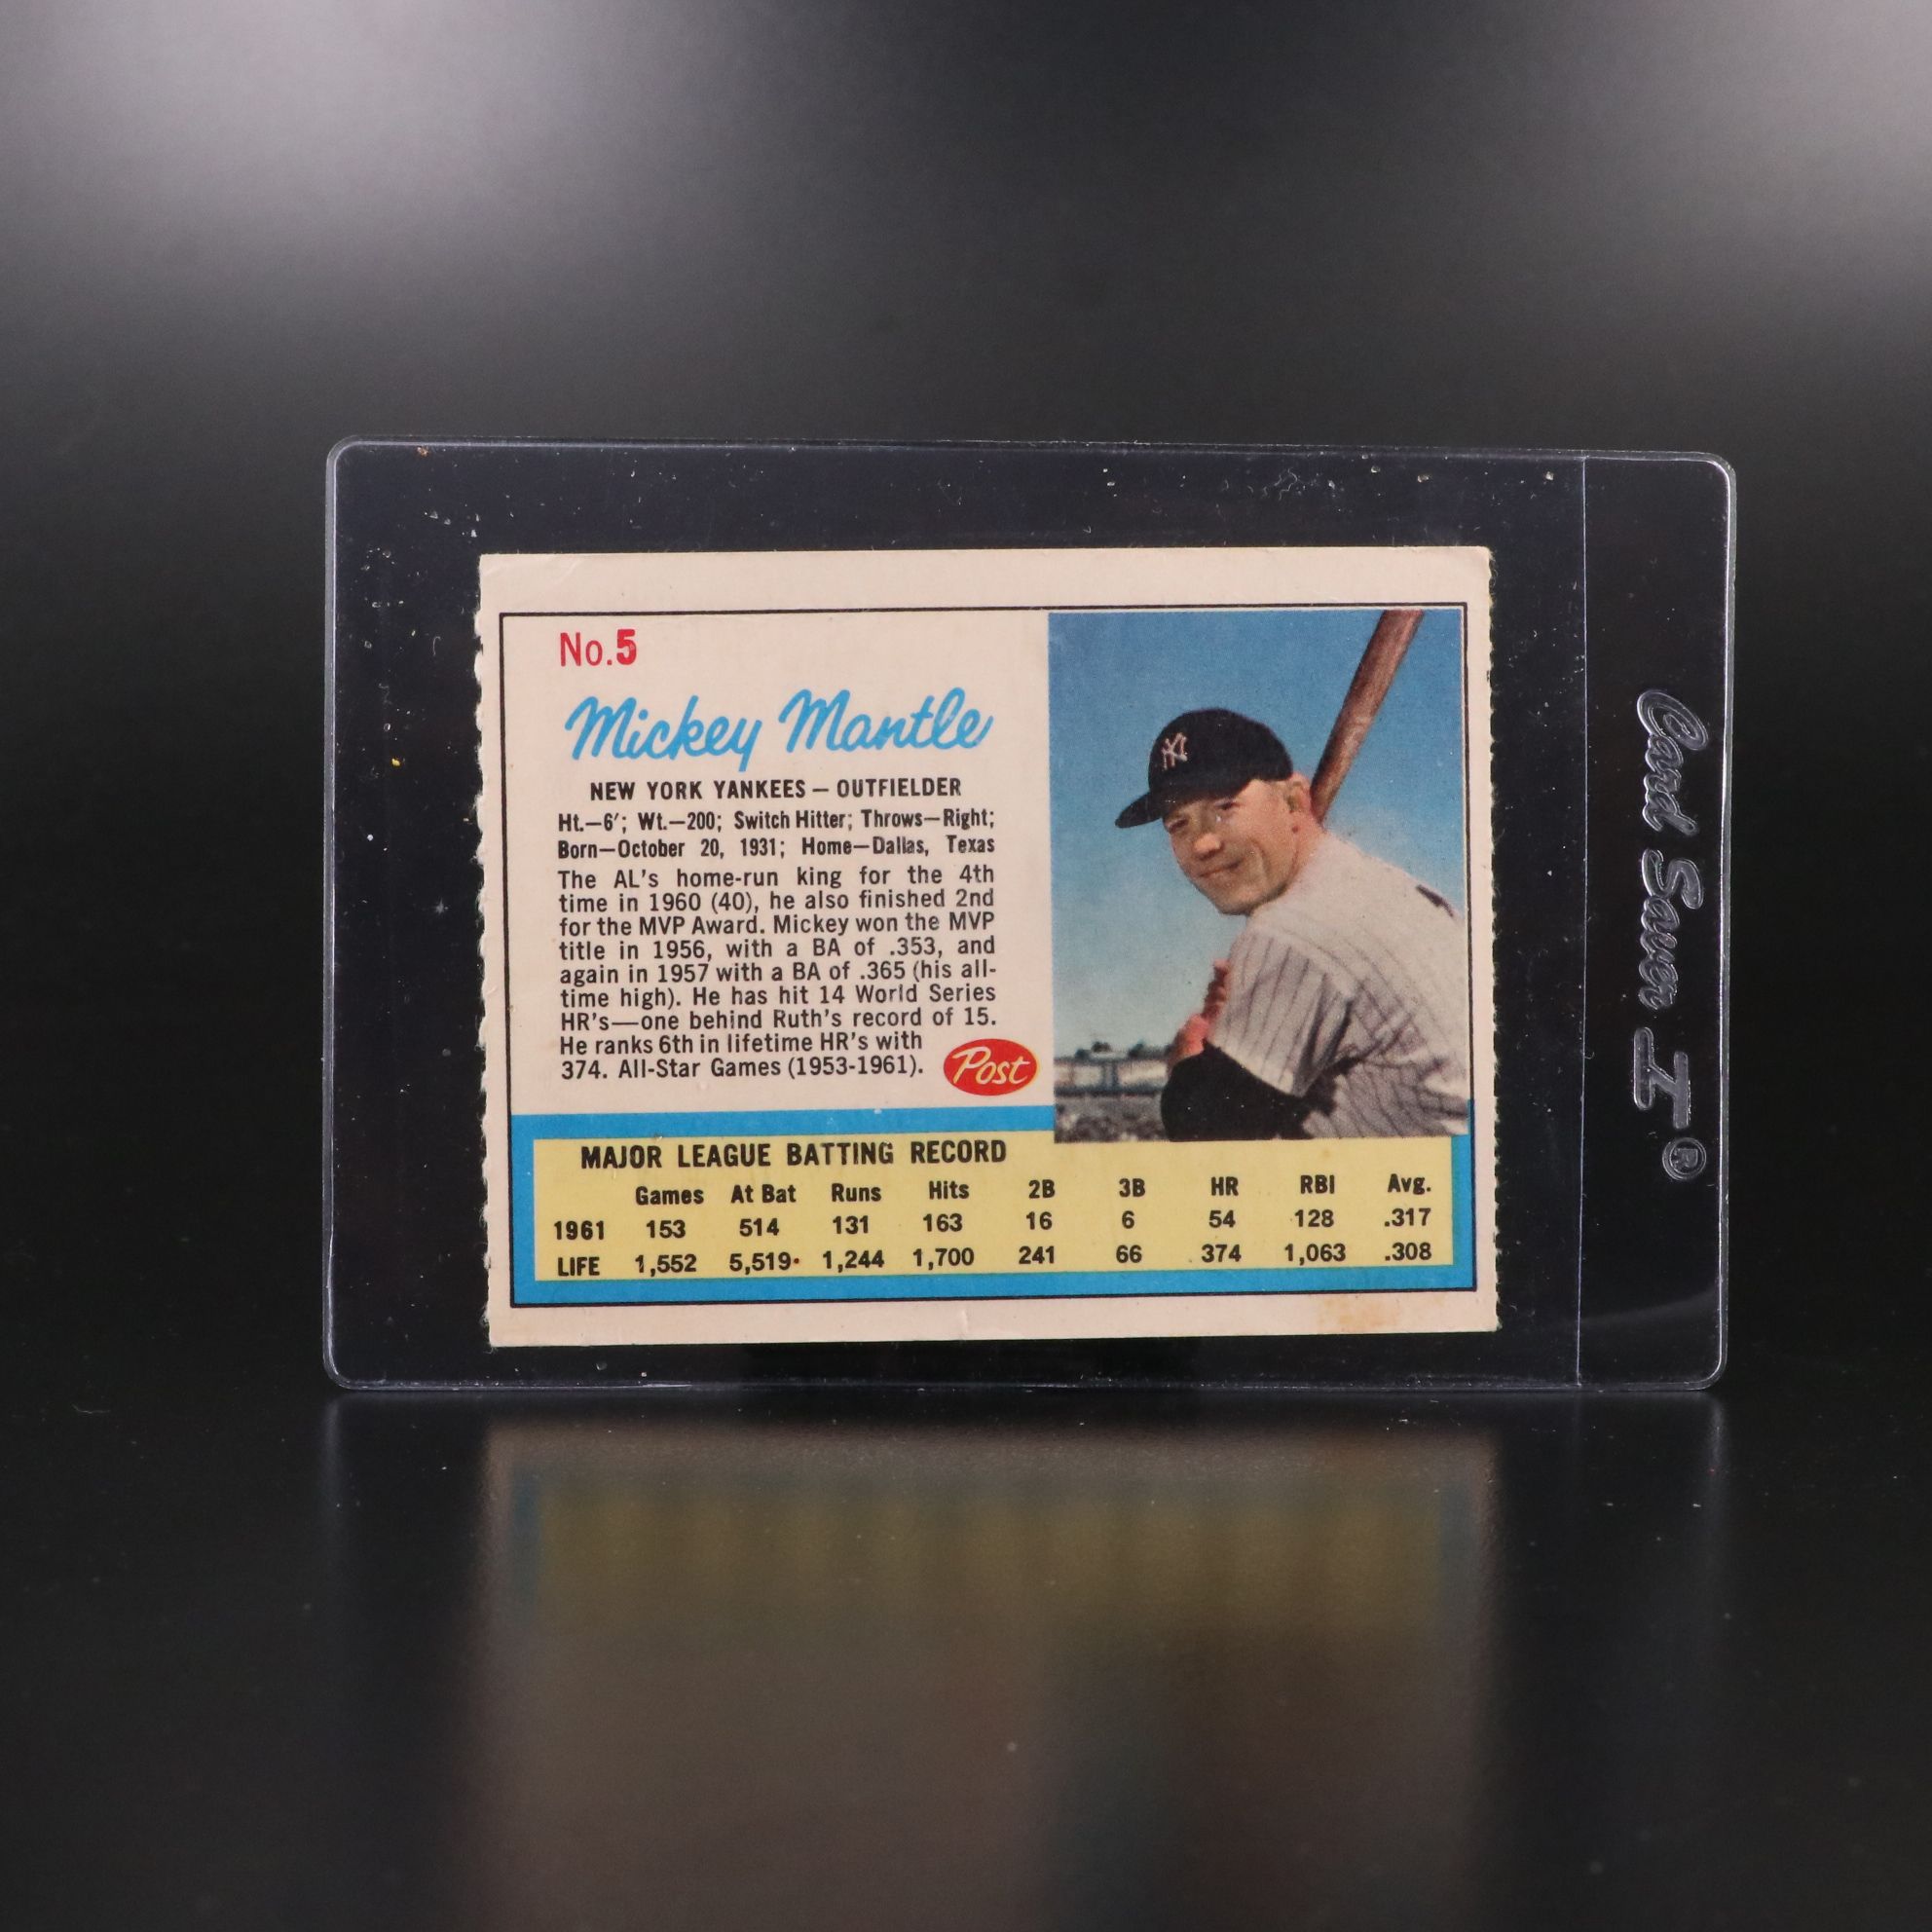 No.5
Mickey Mantle
NEW YORK YANKEES – OUTFIELDER
Ht.—6′; Wt.—200; Switch Hitter; Throws—Right;
Born—October 20, 1931; Home—Dallas, Texas
The AL's home-run king for the 4th
time in 1960 (40), he also finished 2nd
for the MVP Award. Mickey won the MVP
title in 1956, with a BA of .353, and
again in 1957 with a BA of .365 (his all-
time high). He has hit 14 World Series
HR's—one behind Ruth's record of 15.
He ranks 6th in lifetime HR's with
374. All-Star Games (1953-1961).
Post
NY
MAJOR LEAGUE BATTING RECORD
Games At Bat Runs Hits 2B 3B HR RBI Avg.
1961 153 514 131 163 16 6 54 128 .317
LIFE 1,552 5,519 1,244 1,700 241 66 374 1,063 .308
Card Saver I®